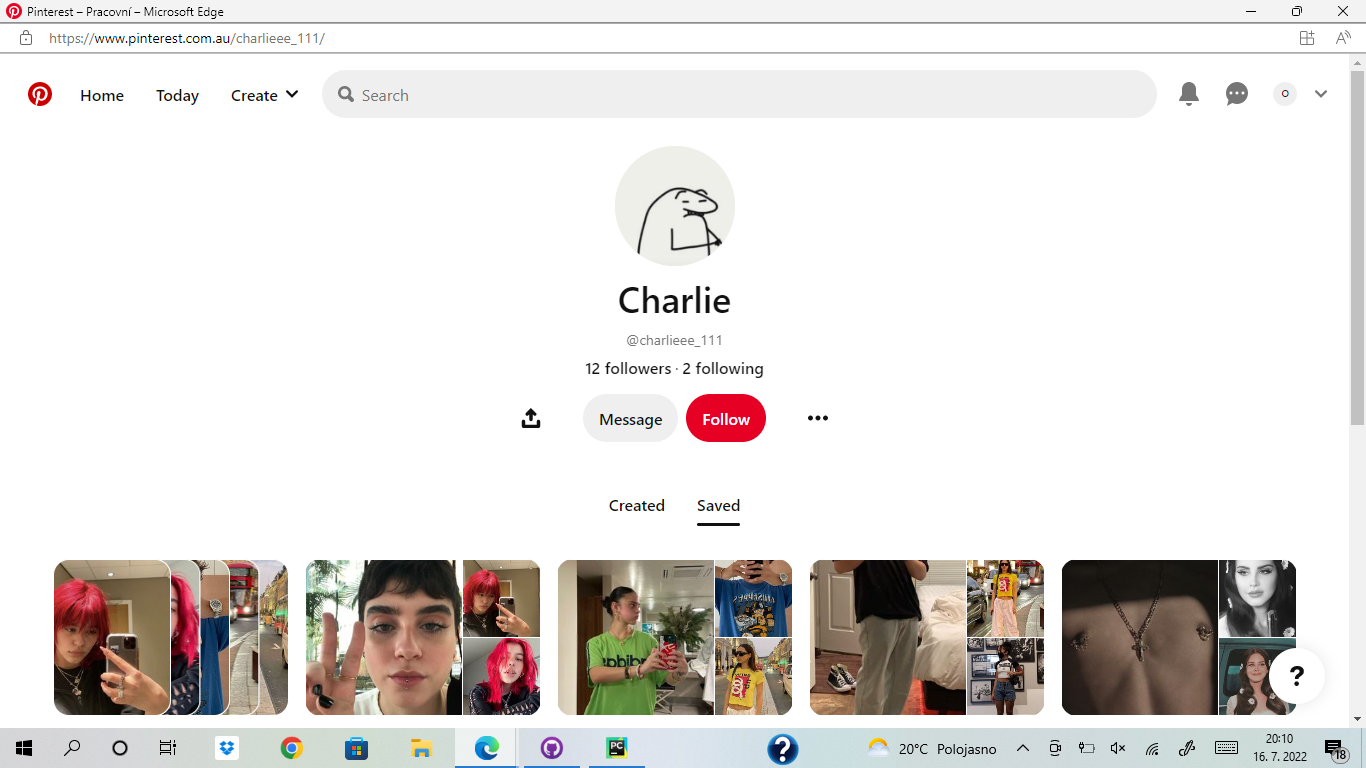 Pinterest – Pracovní – Microsoft Edge
https://www.pinterest.com.au/charlieee_111/
Home
Today
Create
Search
O
Charlie
@charlieee_111
12 followers · 2 following
Message
Follow
Created
Saved
?
PC
?
20°C Polojasno
20:10
16. 7. 2022
18